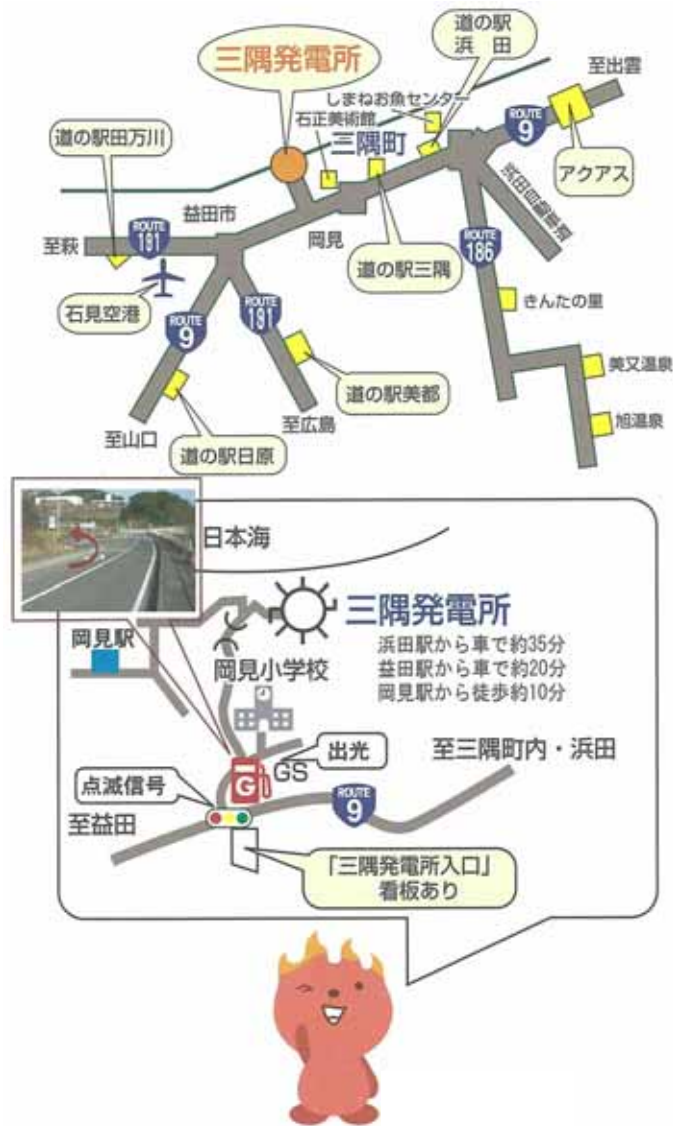 道の駅
浜 田
三隅発電所
至出雲
しまねお魚センター
ROUTE
9
石正美術館
道の駅田万川
三隅町
アクアス
浜田自動車道
益田市
ROUTE
191
岡見
ROUTE
186
至萩
道の駅三隅
石見空港
きんたの里
ROUTE
9
ROUTE
191
美又温泉
道の駅美都
至広島
旭温泉
至山口
道の駅日原
日本海
三隅発電所
岡見駅
浜田駅から車で約35分
岡見小学校
益田駅から車で約20分
岡見駅から徒歩約10分
出光
至三隅町内・浜田
G
GS
点滅信号
ROUTE
9
至益田
「三隅発電所入口」
看板あり